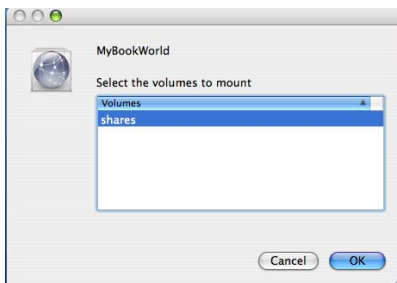 MyBookWorld
Select the volumes to mount
Volumes
shares
Cancel OK